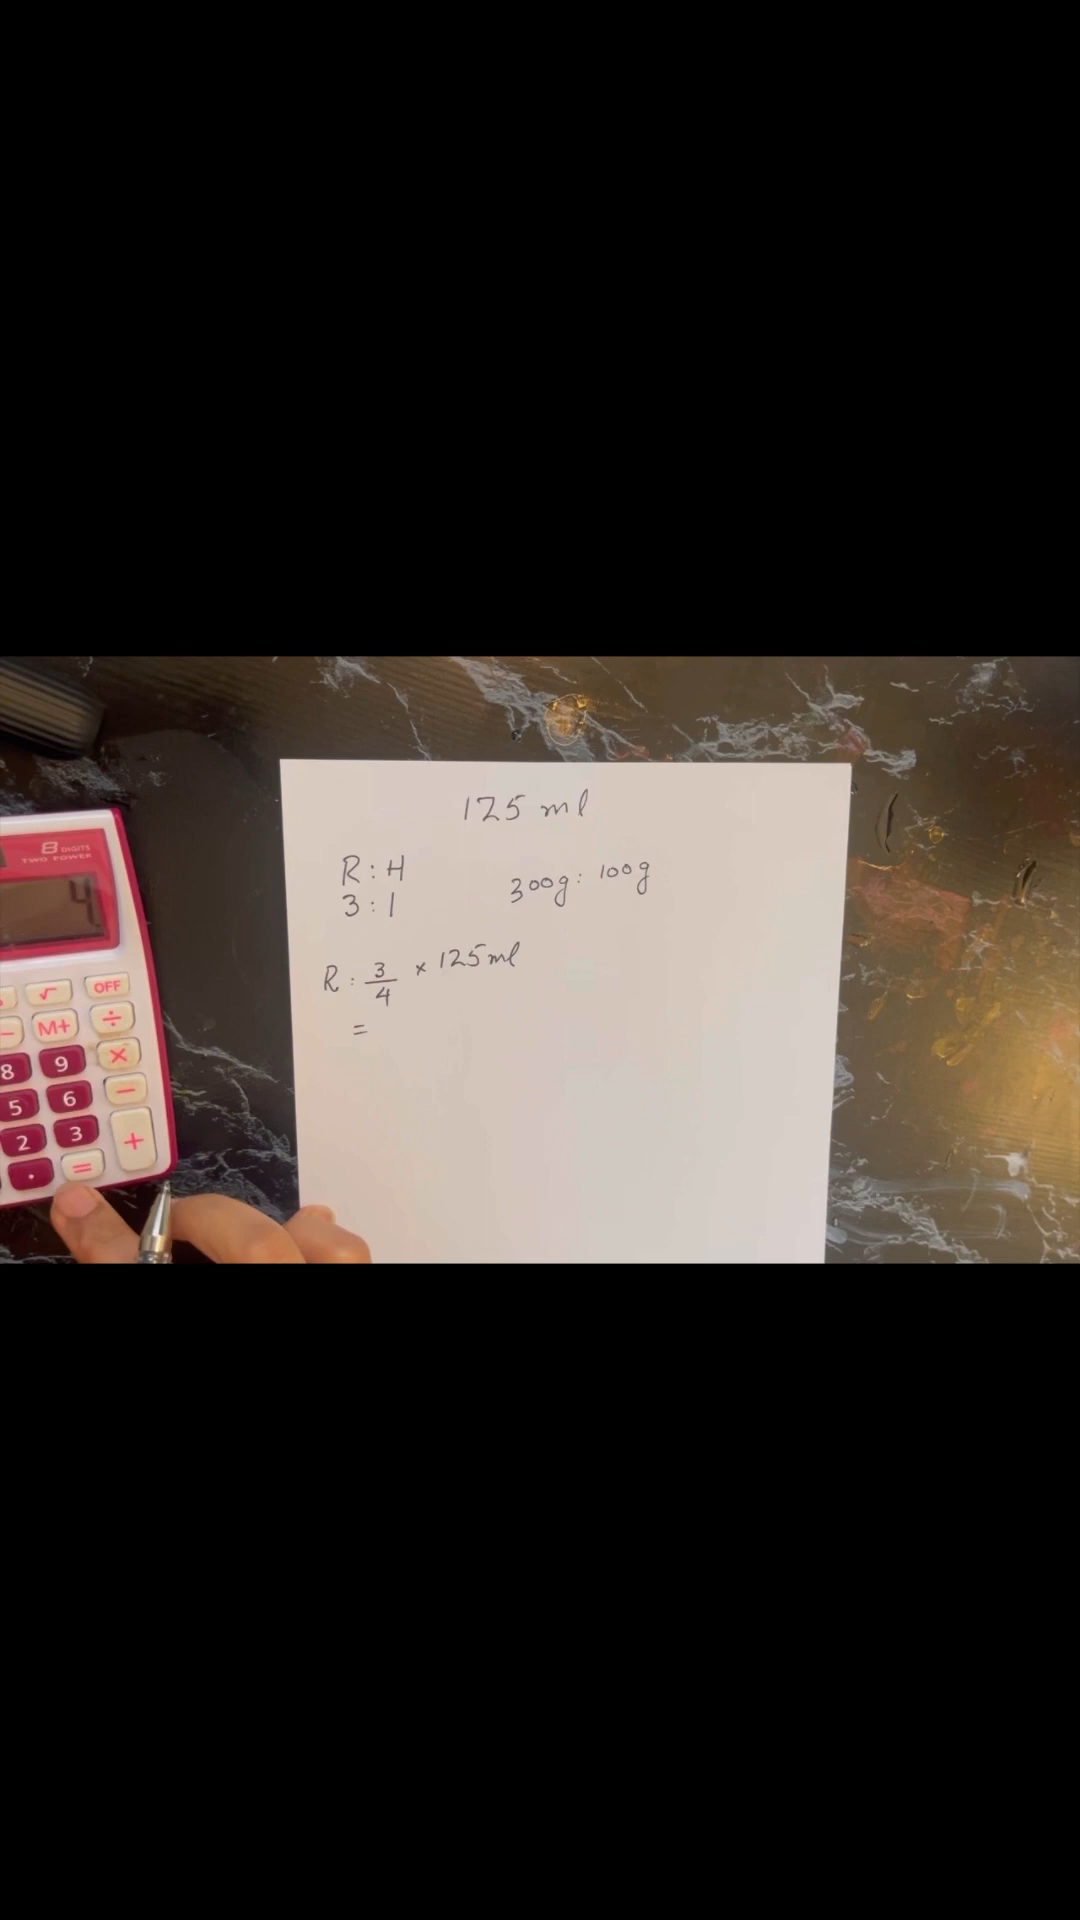 8 DIGITS
TWO POWER
4.
√ OFF
M+ ÷
8 9 ×
5 6 −
2 3 +
. =
125 ml
R : H
3 : 1
300g : 100g
R : 3/4 × 125ml
=